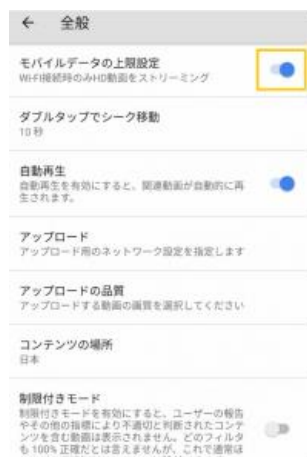 ← 全般
モバイルデータの上限設定
Wi-Fi接続時のみHD動画をストリーミング
ダブルタップでシーク移動
10 秒
自動再生
自動再生を有効にすると、関連動画が自動的に再
生されます。
アップロード
アップロード用のネットワーク設定を指定します
アップロードの品質
アップロードする動画の画質を選択してください
コンテンツの場所
日本
制限付きモード
制限付きモードを有効にすると、ユーザーの報告
やその他の指標により不適切と判断されたコンテ
ンツを含む動画は表示されません。どのフィルタ
も 100% 正確だとは言えませんが、これで通常ほ